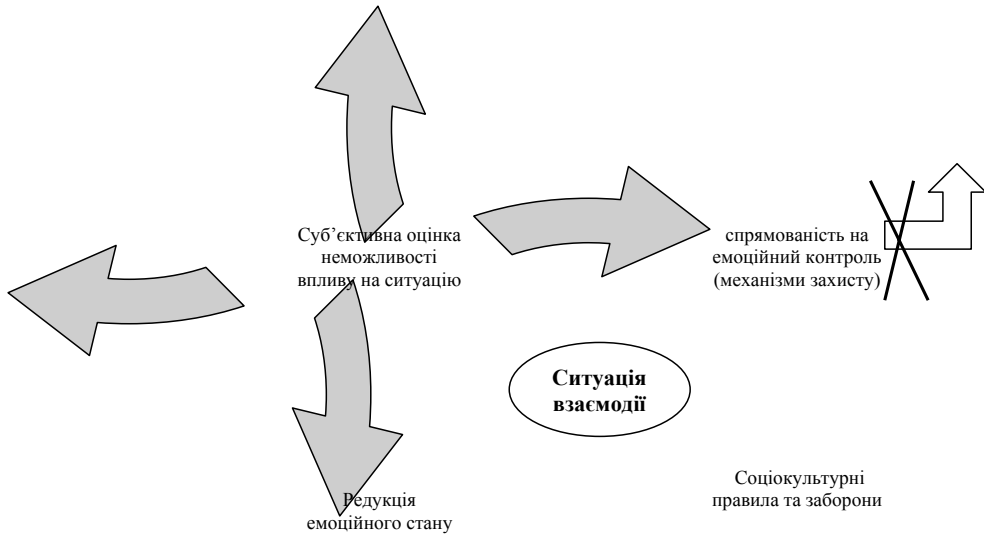 Суб’єктивна оцінка
неможливості
впливу на ситуацію
спрямованість на
емоційний контроль
(механізми захисту)
Ситуація
взаємодії
Соціокультурні
правила та заборони
Редукція
емоційного стану